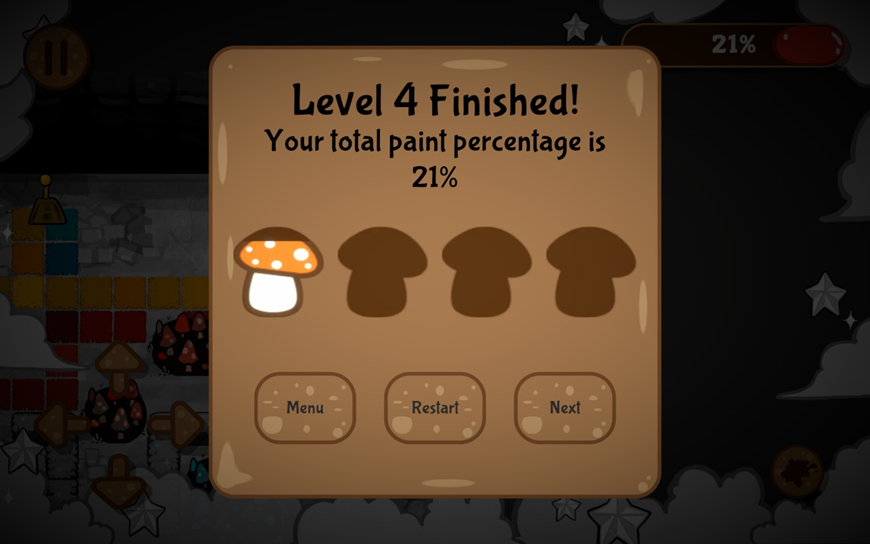 21%
Level 4 Finished!
Your total paint percentage is
21%
Menu
Restart
Next